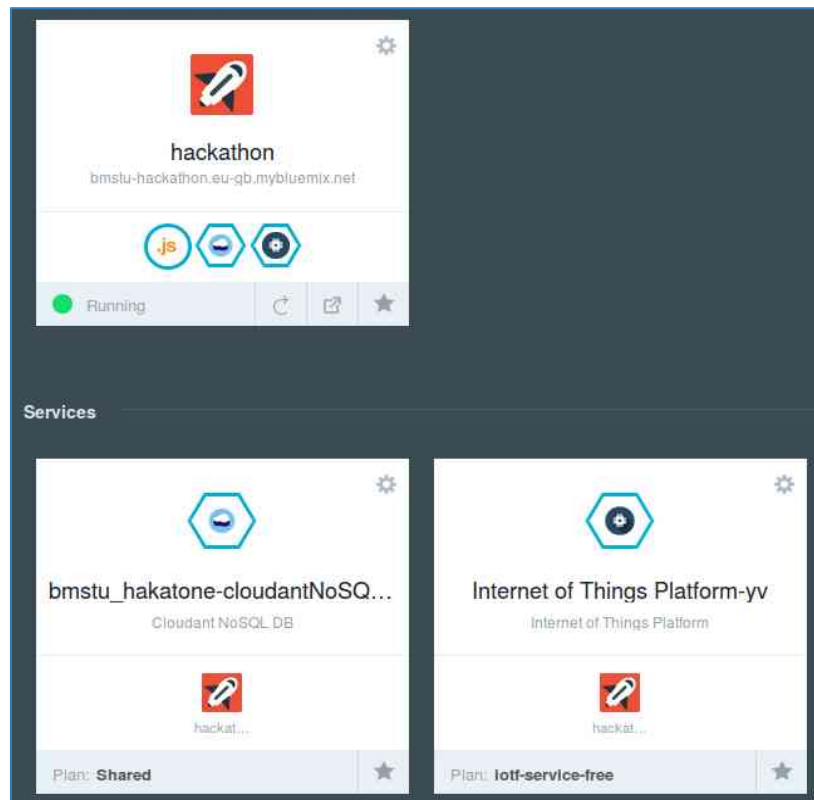 hackathon
bmstu-hackathon.eu-gb.mybluemix.net
.js
Running
Services
bmstu_hakatone-cloudantNoSQ...
Cloudant NoSQL DB
hackat...
Plan: Shared
Internet of Things Platform-yv
Internet of Things Platform
hackat...
Plan: iotf-service-free